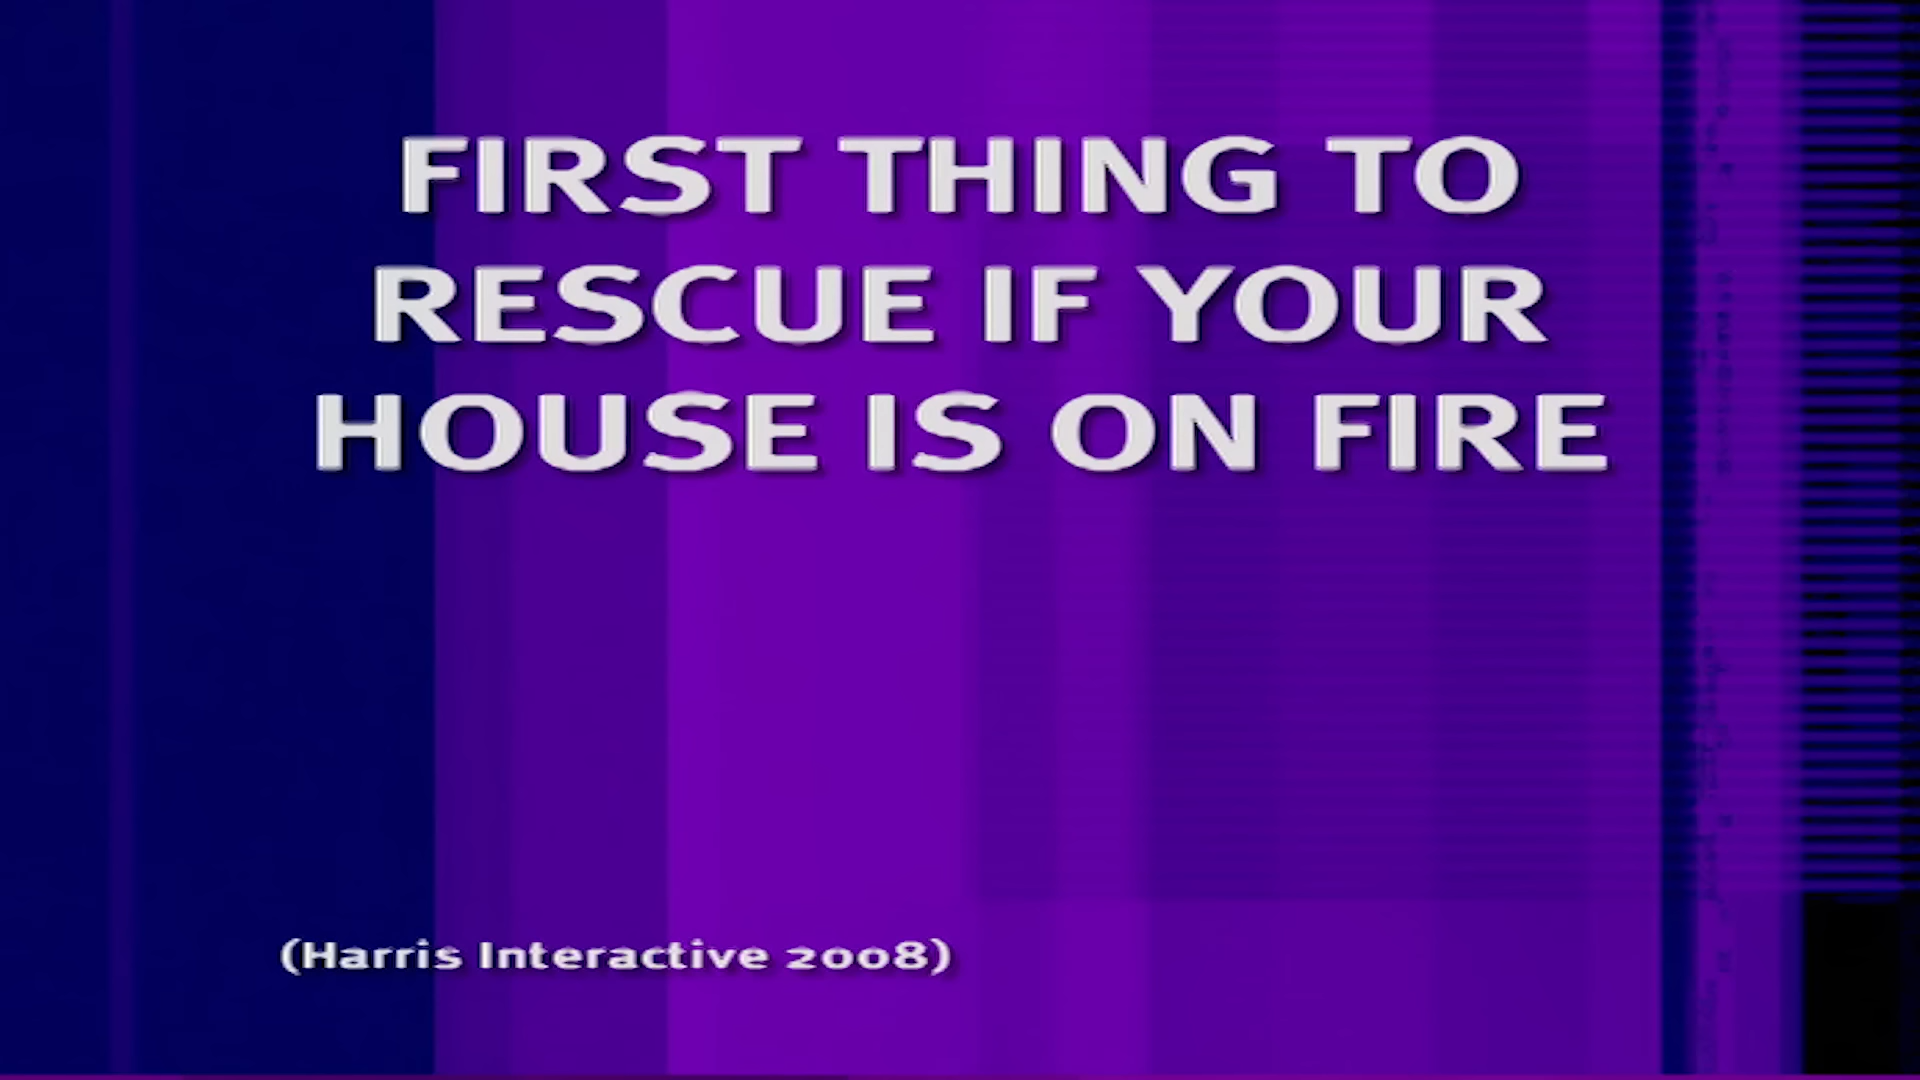 FIRST THING TO
RESCUE IF YOUR
HOUSE IS ON FIRE
(Harris Interactive 2008)